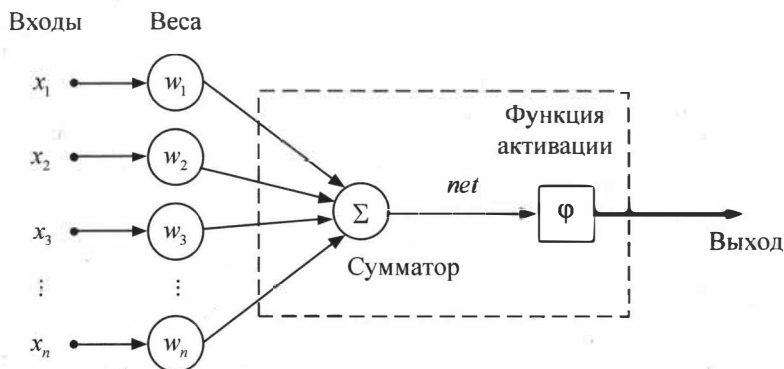 Входы Веса
x₁ w₁
Функция
активации
x₂ w₂
net
Σ φ
x₃ w₃
Выход
Сумматор
⋮ ⋮
xₙ wₙ